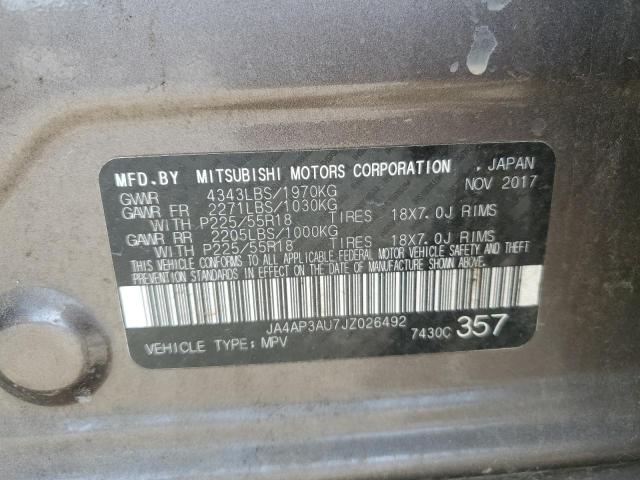 MFD.BY MITSUBISHI MOTORS CORPORATION , JAPAN
GVWR 4343LBS/1970KG NOV 2017
GAWR FR 2271LBS/1030KG
WITH P225/55R18 TIRES 18X7.0J RIMS
GAWR RR 2205LBS/1000KG
WITH P225/55R18 TIRES 18X7.0J RIMS
THIS VEHICLE CONFORMS TO ALL APPLICABLE FEDERAL MOTOR VEHICLE SAFETY AND THEFT
PREVENTION STANDARDS IN EFFECT ON THE DATE OF MANUFACTURE SHOWN ABOVE.
JA4AP3AU7JZ026492
VEHICLE TYPE: MPV 7430C 357